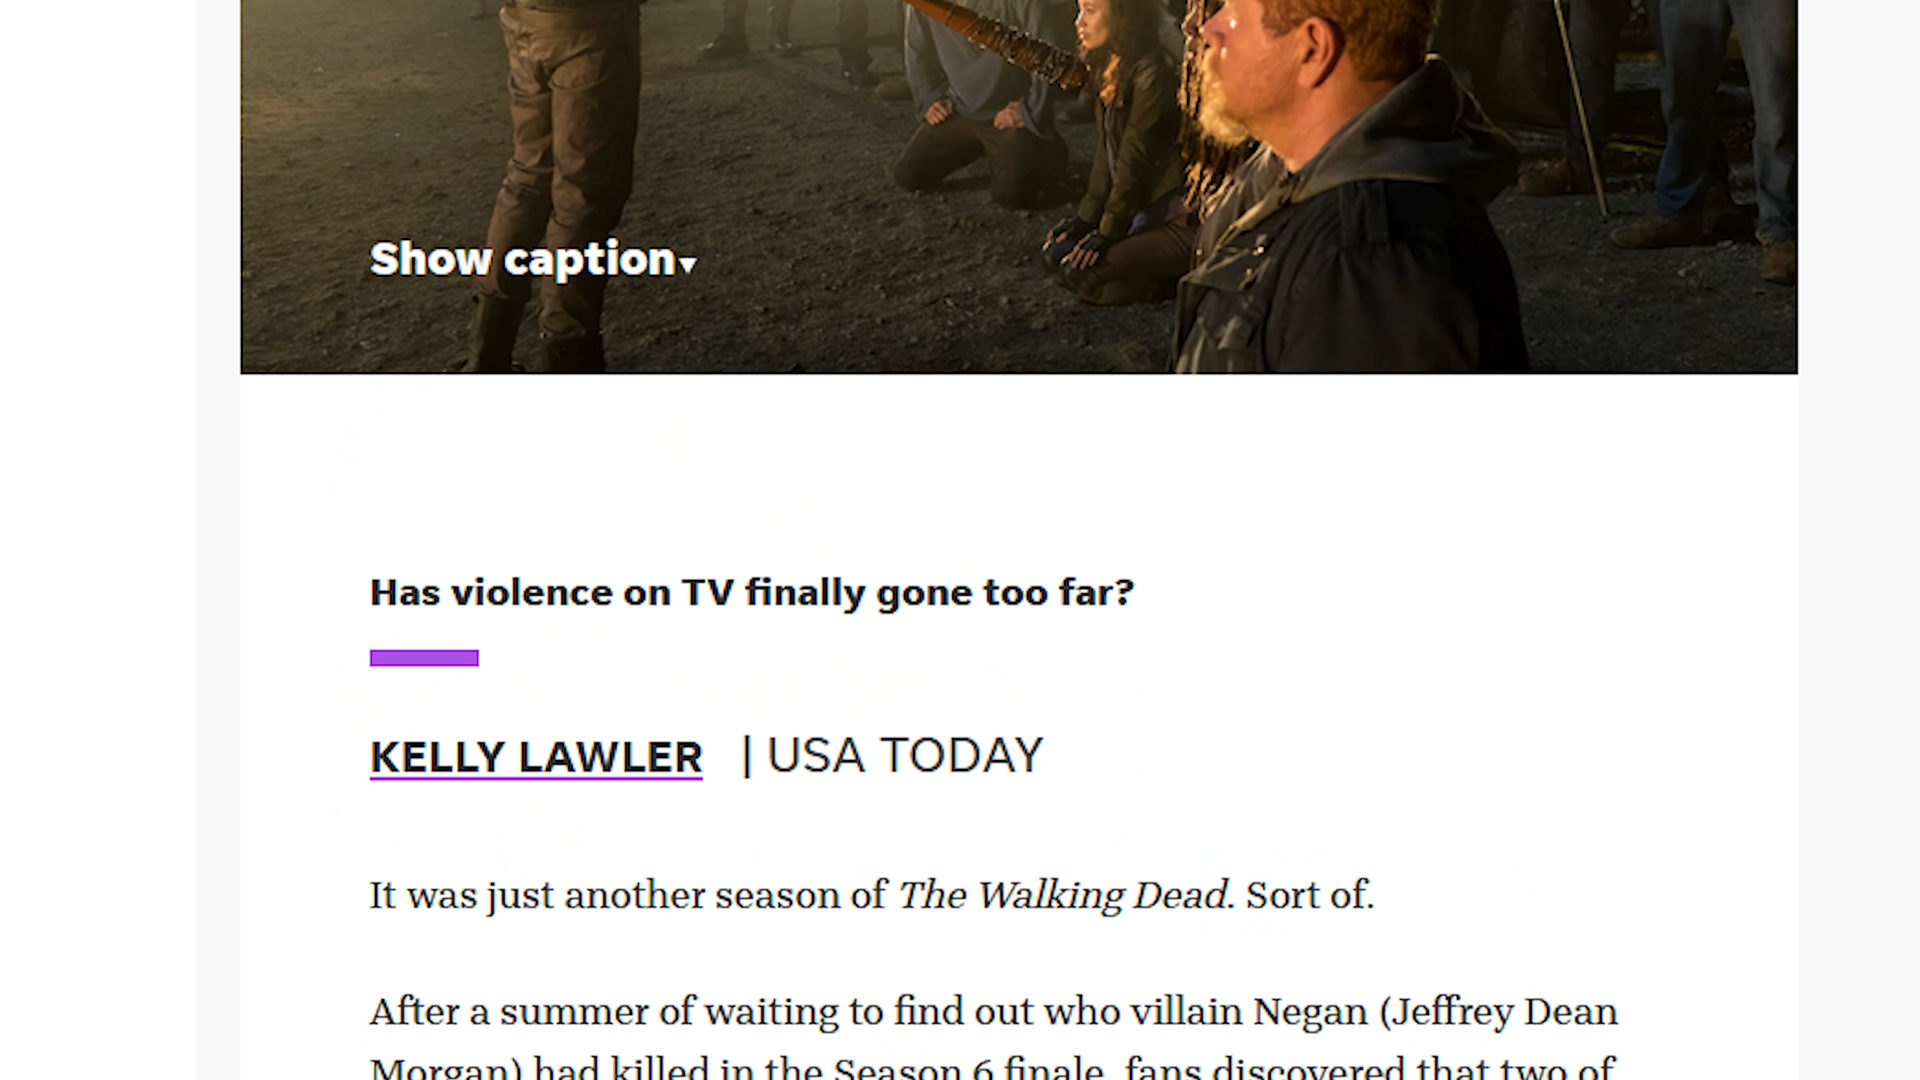 Show caption▾
Has violence on TV finally gone too far?
KELLY LAWLER | USA TODAY
It was just another season of The Walking Dead. Sort of.
After a summer of waiting to find out who villain Negan (Jeffrey Dean
Morgan) had killed in the Season 6 finale, fans discovered that two of